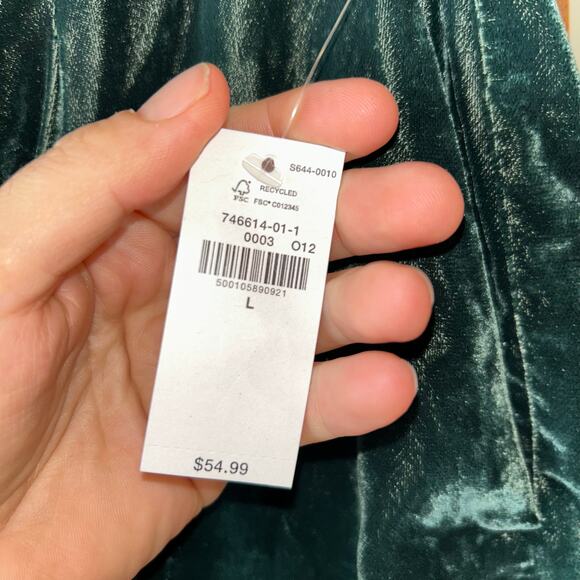 S644-0010
RECYCLED
FSC FSC® C012345
746614-01-1
0003 O12
500105890921
L
$54.99